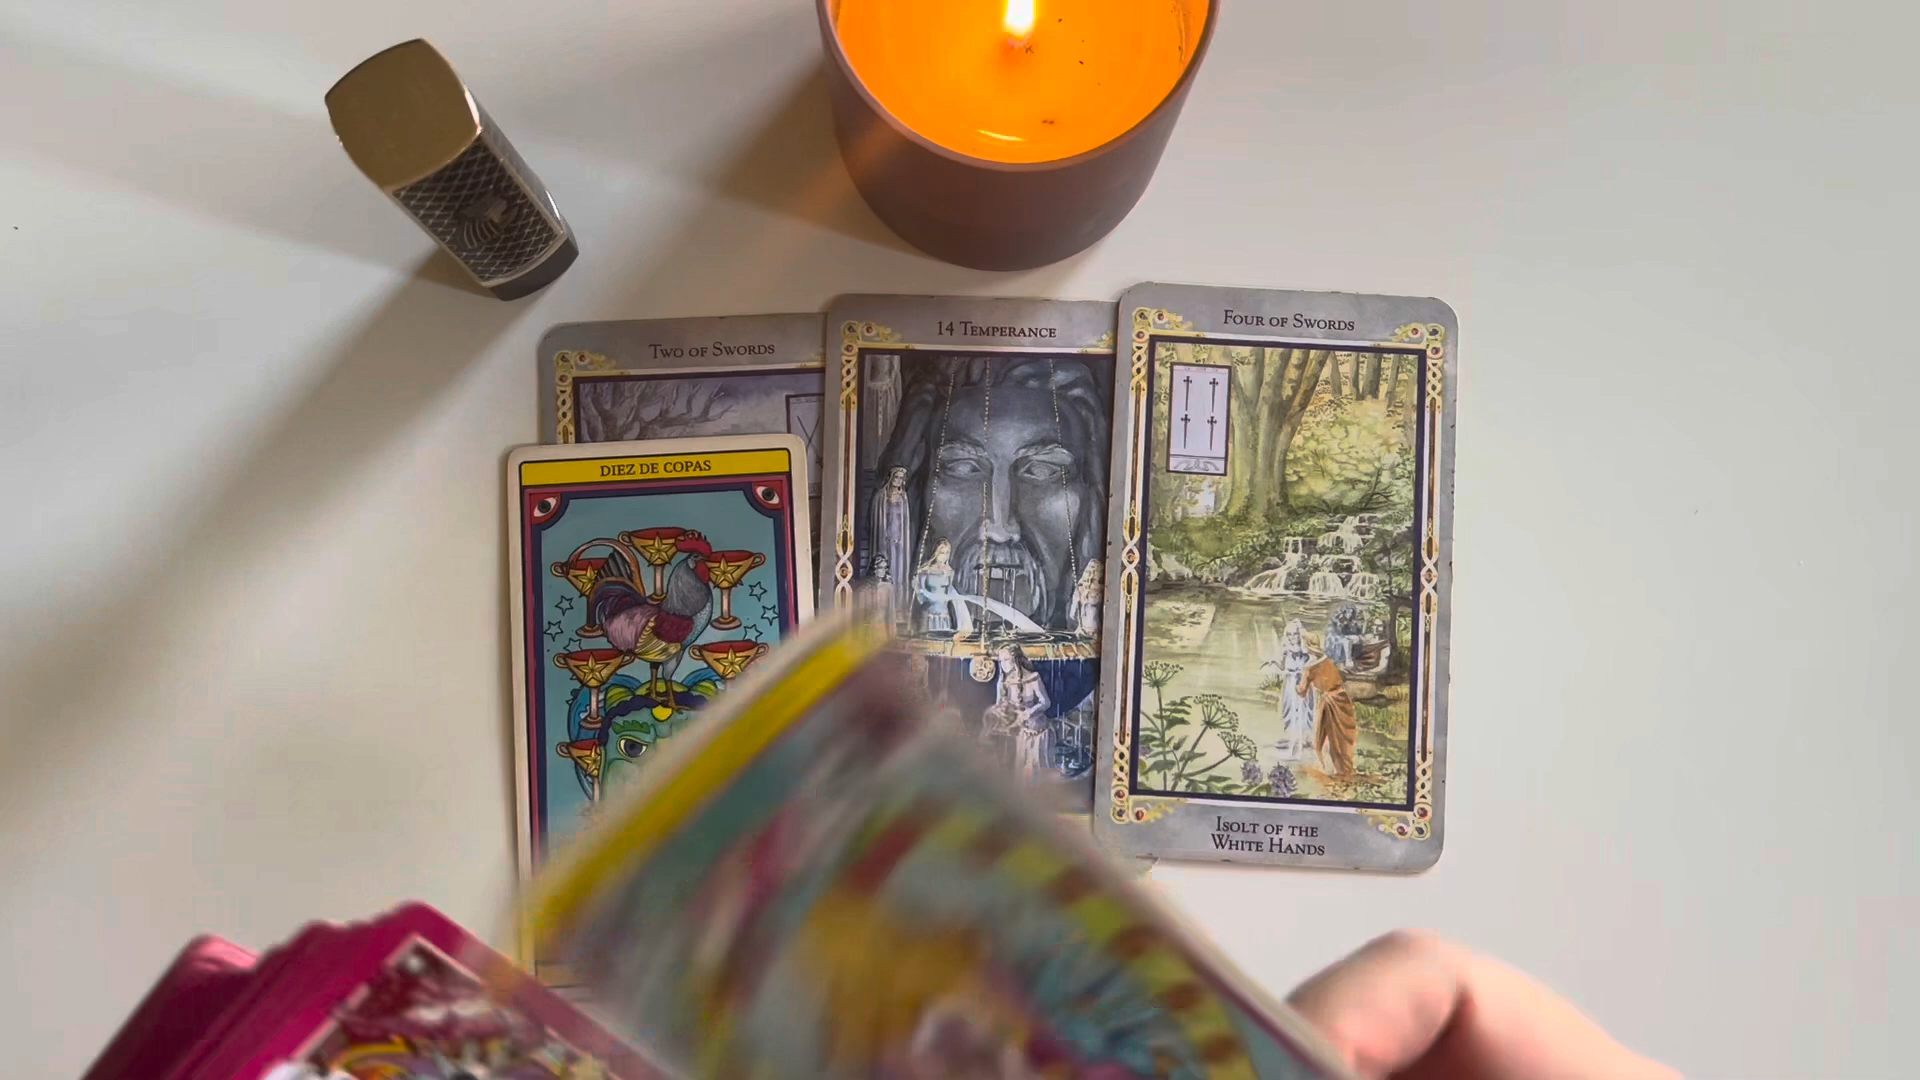 Two of Swords
14 Temperance
Four of Swords
DIEZ DE COPAS
Isolt of the
White Hands